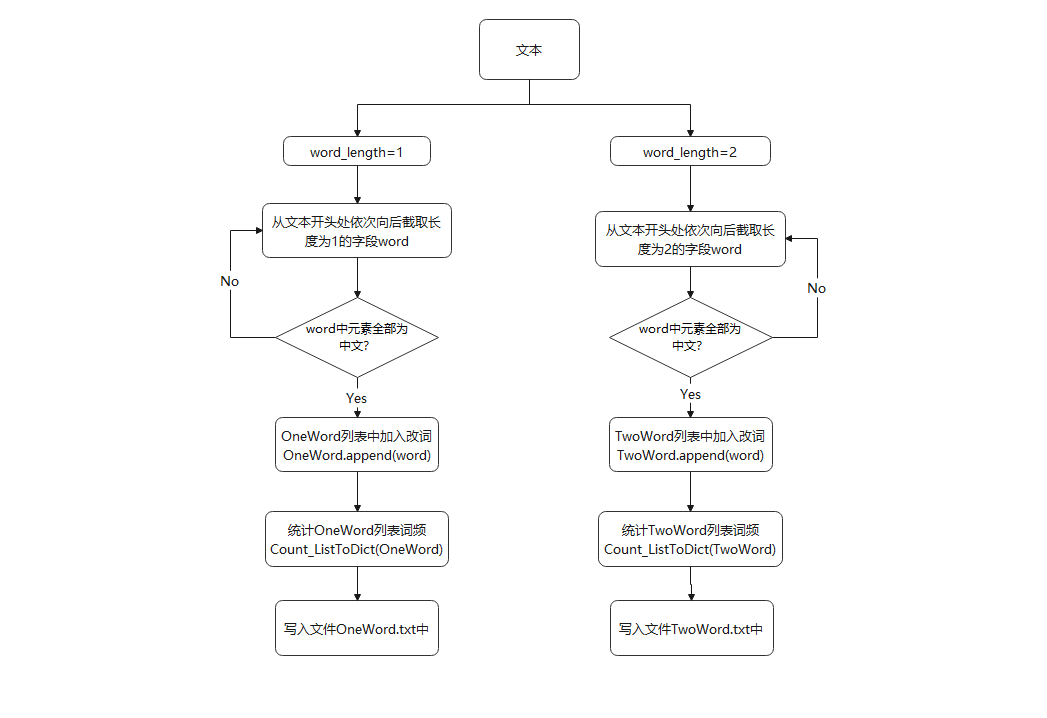 文本
word_length=1
从文本开头处依次向后截取长
度为1的字段word
No
word中元素全部为
中文?
Yes
OneWord列表中加入改词
OneWord.append(word)
统计OneWord列表词频
Count_ListToDict(OneWord)
写入文件OneWord.txt中
word_length=2
从文本开头处依次向后截取长
度为2的字段word
No
word中元素全部为
中文?
Yes
TwoWord列表中加入改词
TwoWord.append(word)
统计TwoWord列表词频
Count_ListToDict(TwoWord)
写入文件TwoWord.txt中